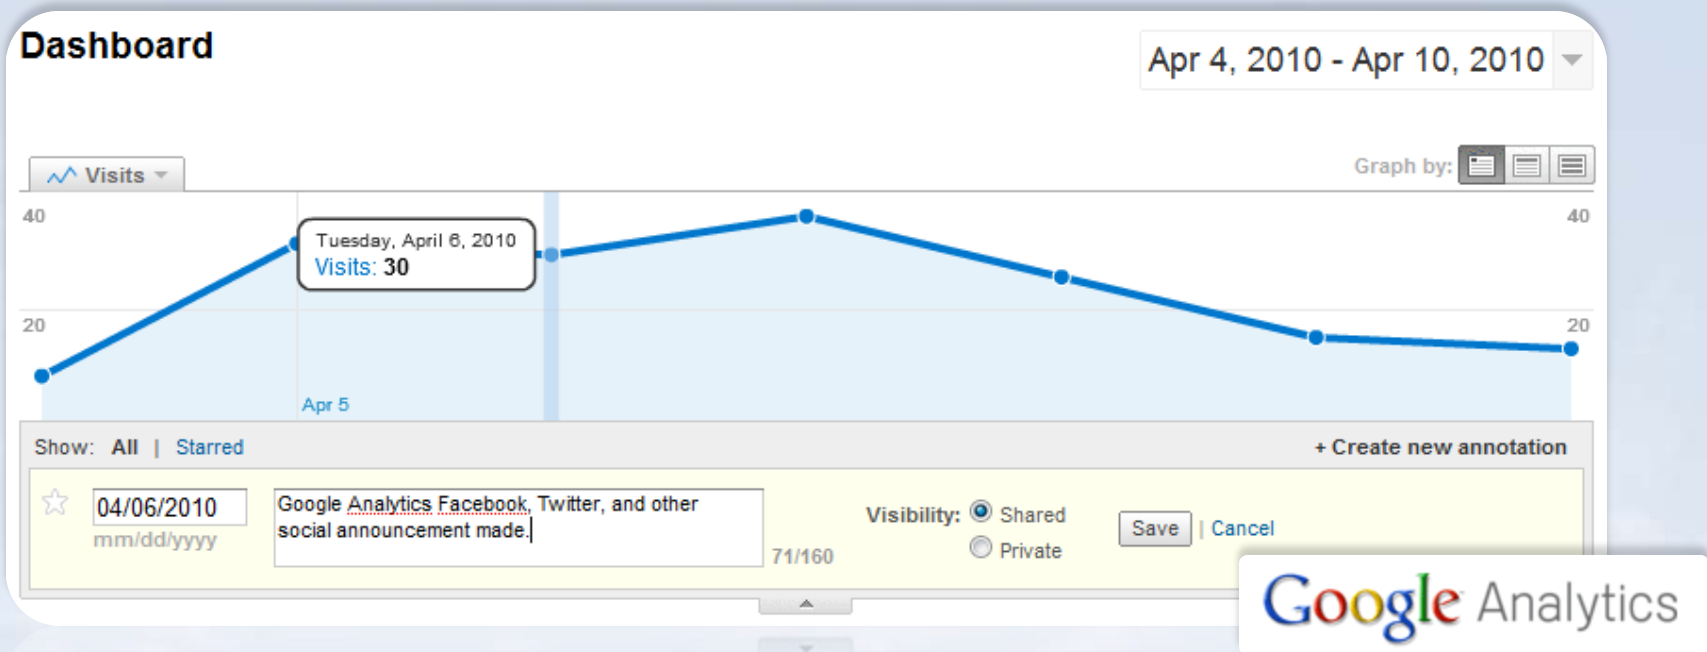 Dashboard
Apr 4, 2010 - Apr 10, 2010
Visits
Graph by:
40
40
Tuesday, April 6, 2010
Visits: 30
20
20
Apr 5
Show: All | Starred
+ Create new annotation
04/06/2010
mm/dd/yyyy
Google Analytics Facebook, Twitter, and other
social announcement made.
71/160
Visibility: Shared
Private
Save | Cancel
Google Analytics